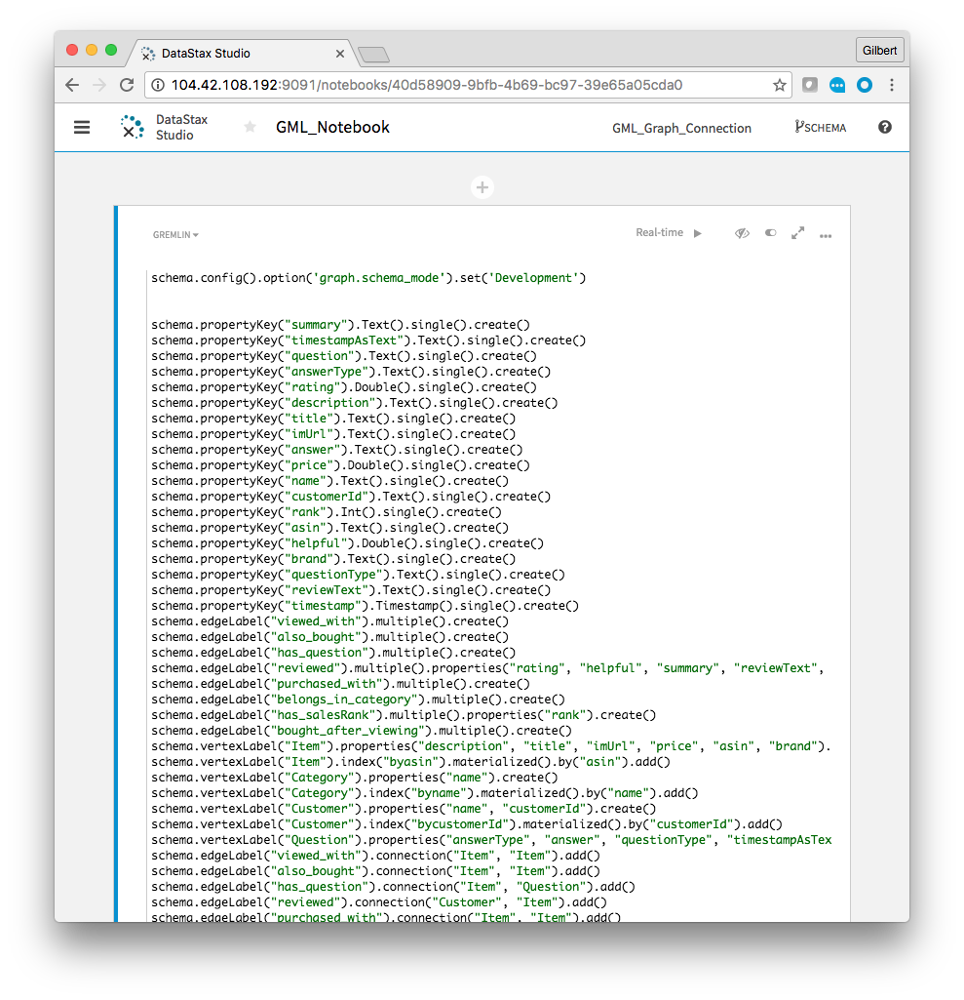 DataStax Studio
Gilbert
104.42.108.192:9091/notebooks/40d58909-9bfb-4b69-bc97-39e65a05cda0
DataStax
Studio
GML_Notebook
GML_Graph_Connection
SCHEMA
GREMLIN
Real-time
schema.config().option('graph.schema_mode').set('Development')
schema.propertyKey("summary").Text().single().create()
schema.propertyKey("timestampAsText").Text().single().create()
schema.propertyKey("question").Text().single().create()
schema.propertyKey("answerType").Text().single().create()
schema.propertyKey("rating").Double().single().create()
schema.propertyKey("description").Text().single().create()
schema.propertyKey("title").Text().single().create()
schema.propertyKey("imUrl").Text().single().create()
schema.propertyKey("answer").Text().single().create()
schema.propertyKey("price").Double().single().create()
schema.propertyKey("name").Text().single().create()
schema.propertyKey("customerId").Text().single().create()
schema.propertyKey("rank").Int().single().create()
schema.propertyKey("asin").Text().single().create()
schema.propertyKey("helpful").Double().single().create()
schema.propertyKey("brand").Text().single().create()
schema.propertyKey("questionType").Text().single().create()
schema.propertyKey("reviewText").Text().single().create()
schema.propertyKey("timestamp").Timestamp().single().create()
schema.edgeLabel("viewed_with").multiple().create()
schema.edgeLabel("also_bought").multiple().create()
schema.edgeLabel("has_question").multiple().create()
schema.edgeLabel("reviewed").multiple().properties("rating", "helpful", "summary", "reviewText",
schema.edgeLabel("purchased_with").multiple().create()
schema.edgeLabel("belongs_in_category").multiple().create()
schema.edgeLabel("has_salesRank").multiple().properties("rank").create()
schema.edgeLabel("bought_after_viewing").multiple().create()
schema.vertexLabel("Item").properties("description", "title", "imUrl", "price", "asin", "brand").
schema.vertexLabel("Item").index("byasin").materialized().by("asin").add()
schema.vertexLabel("Category").properties("name").create()
schema.vertexLabel("Category").index("byname").materialized().by("name").add()
schema.vertexLabel("Customer").properties("name", "customerId").create()
schema.vertexLabel("Customer").index("bycustomerId").materialized().by("customerId").add()
schema.vertexLabel("Question").properties("answerType", "answer", "questionType", "timestampAsTex
schema.edgeLabel("viewed_with").connection("Item", "Item").add()
schema.edgeLabel("also_bought").connection("Item", "Item").add()
schema.edgeLabel("has_question").connection("Item", "Question").add()
schema.edgeLabel("reviewed").connection("Customer", "Item").add()
schema.edgeLabel("purchased_with").connection("Item", "Item").add()